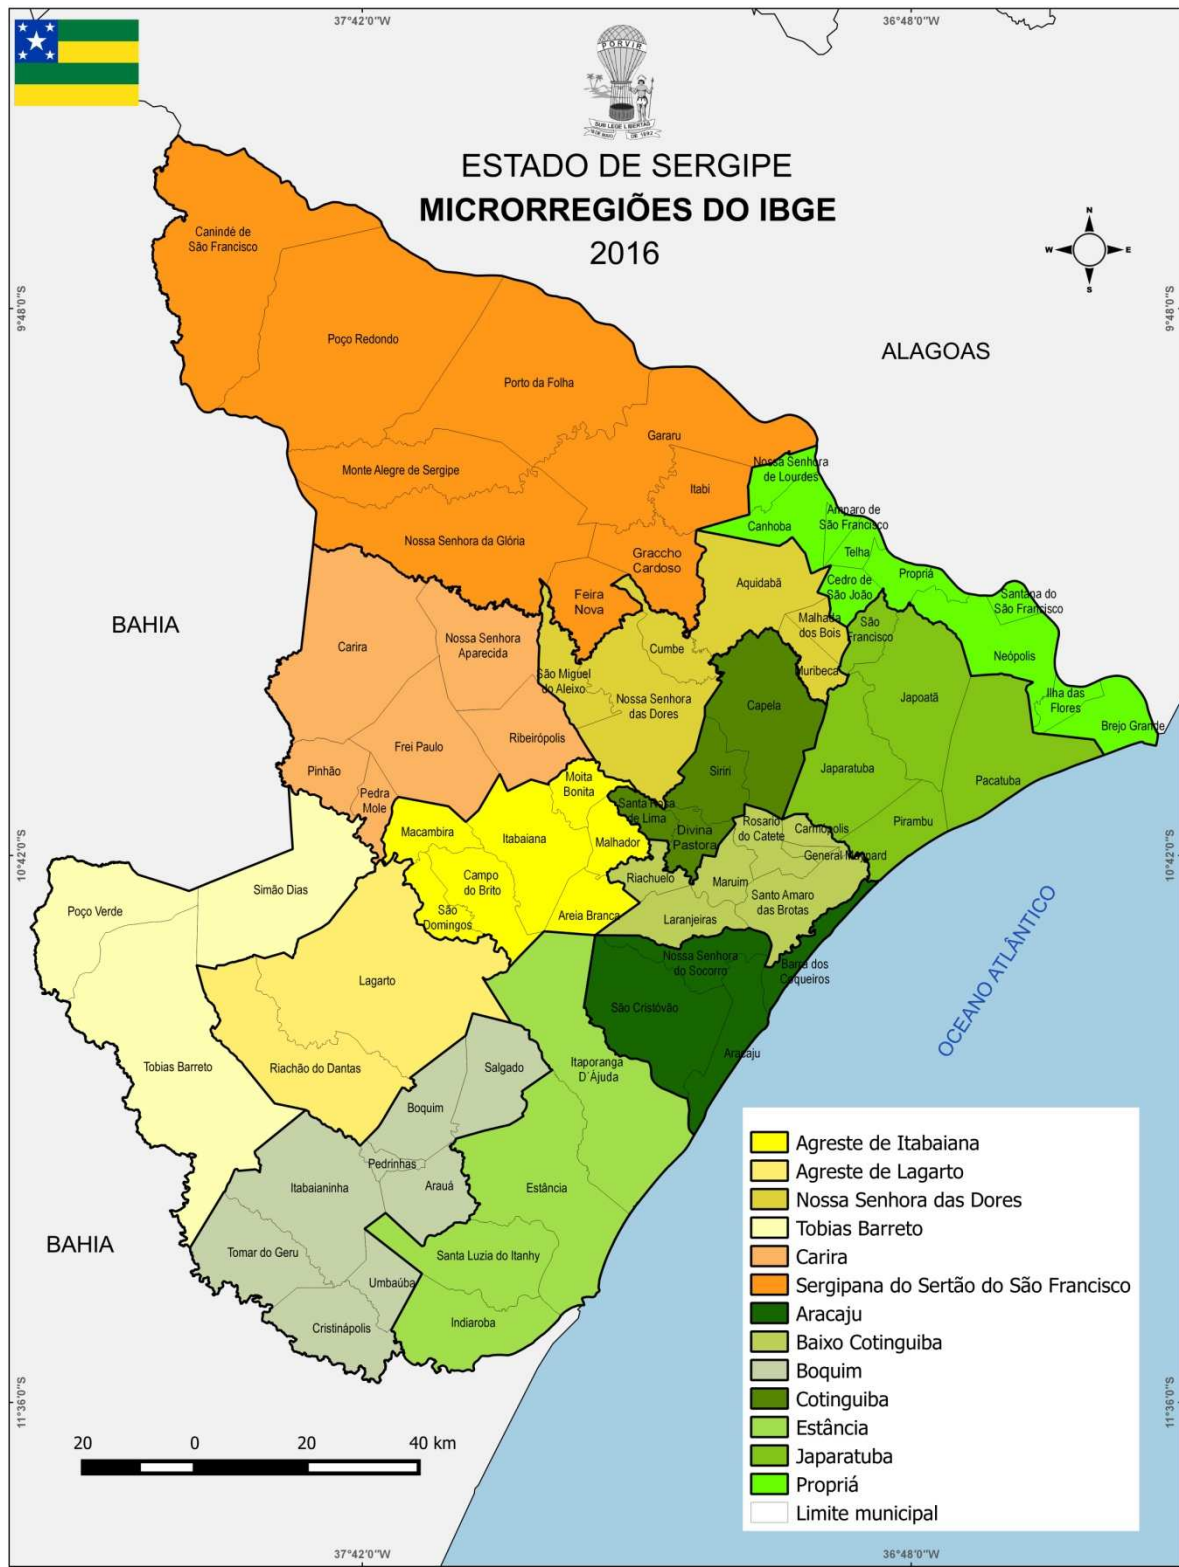 37°42'0"W
36°48'0"W
PORVIR
SUB LEGE LIBERTAS
18 DE MAIO
DE 1892
ESTADO DE SERGIPE
MICRORREGIÕES DO IBGE
2016
N
W
E
S
9°48'0"S
9°48'0"S
ALAGOAS
BAHIA
BAHIA
OCEANO ATLÂNTICO
Canindé de
São Francisco
Poço Redondo
Porto da Folha
Gararu
Monte Alegre de Sergipe
Itabi
Nossa Senhora da Glória
Graccho
Cardoso
Feira
Nova
Nossa Senhora
de Lourdes
Canhoba
Amparo de
São Francisco
Telha
Propriá
Cedro de
São João
Santana do
São Francisco
Neópolis
Ilha das
Flores
Brejo Grande
Aquidabã
Malhada
dos Bois
Muribeca
Cumbe
São Miguel
do Aleixo
Nossa Senhora
das Dores
São
Francisco
Japoatã
Japaratuba
Pacatuba
Pirambu
Capela
Siriri
Santa Rosa
de Lima
Divina
Pastora
Carira
Nossa Senhora
Aparecida
Ribeirópolis
Frei Paulo
Pinhão
Pedra
Mole
Moita
Bonita
Macambira
Itabaiana
Malhador
Campo
do Brito
São
Domingos
Areia Branca
Rosário
do Catete
Carmópolis
General Maynard
Riachuelo
Maruim
Santo Amaro
das Brotas
Laranjeiras
10°42'0"S
10°42'0"S
Simão Dias
Poço Verde
Tobias Barreto
Lagarto
Riachão do Dantas
Nossa Senhora
do Socorro
Barra dos
Coqueiros
São Cristóvão
Aracaju
Itaporanga
D´Ajuda
Salgado
Boquim
Pedrinhas
Arauá
Itabaianinha
Tomar do Geru
Umbaúba
Cristinápolis
Estância
Santa Luzia do Itanhy
Indiaroba
Agreste de Itabaiana
Agreste de Lagarto
Nossa Senhora das Dores
Tobias Barreto
Carira
Sergipana do Sertão do São Francisco
Aracaju
Baixo Cotinguiba
Boquim
Cotinguiba
Estância
Japaratuba
Propriá
Limite municipal
11°36'0"S
11°36'0"S
20 0 20 40 km
37°42'0"W
36°48'0"W